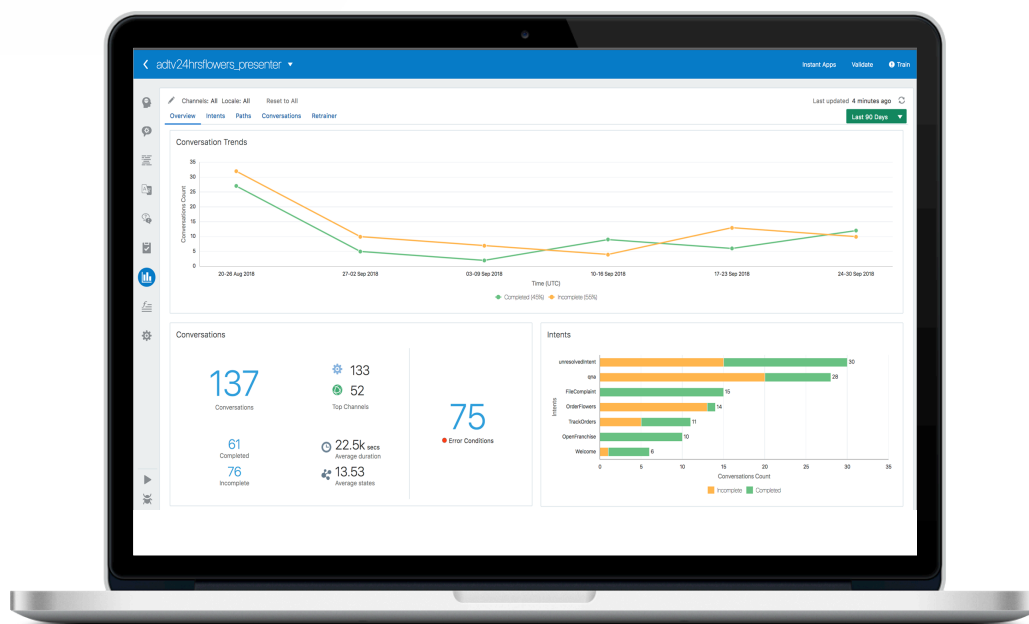 adtv24hrsflowers_presenter
Instant Apps Validate Train
Channels: All Locale: All Reset to All
Last updated 4 minutes ago
Overview Intents Paths Conversations Retrainer
Last 90 Days
Conversation Trends
35
30
25
20
15
10
5
0
Conversations Count
20-26 Aug 2018 27-02 Sep 2018 03-09 Sep 2018 10-16 Sep 2018 17-23 Sep 2018 24-30 Sep 2018
Time (UTC)
Completed (45%) Incomplete (55%)
Conversations
137
Conversations
133
52
Top Channels
61
Completed
76
Incomplete
22.5k secs
Average duration
13.53
Average states
75
Error Conditions
Intents
Intents
unresolvedIntent 30
qna 28
FileComplaint 15
OrderFlowers 14
TrackOrders 11
OpenFranchise 10
Welcome 6
0 5 10 15 20 25 30 35
Conversations Count
Incomplete Completed